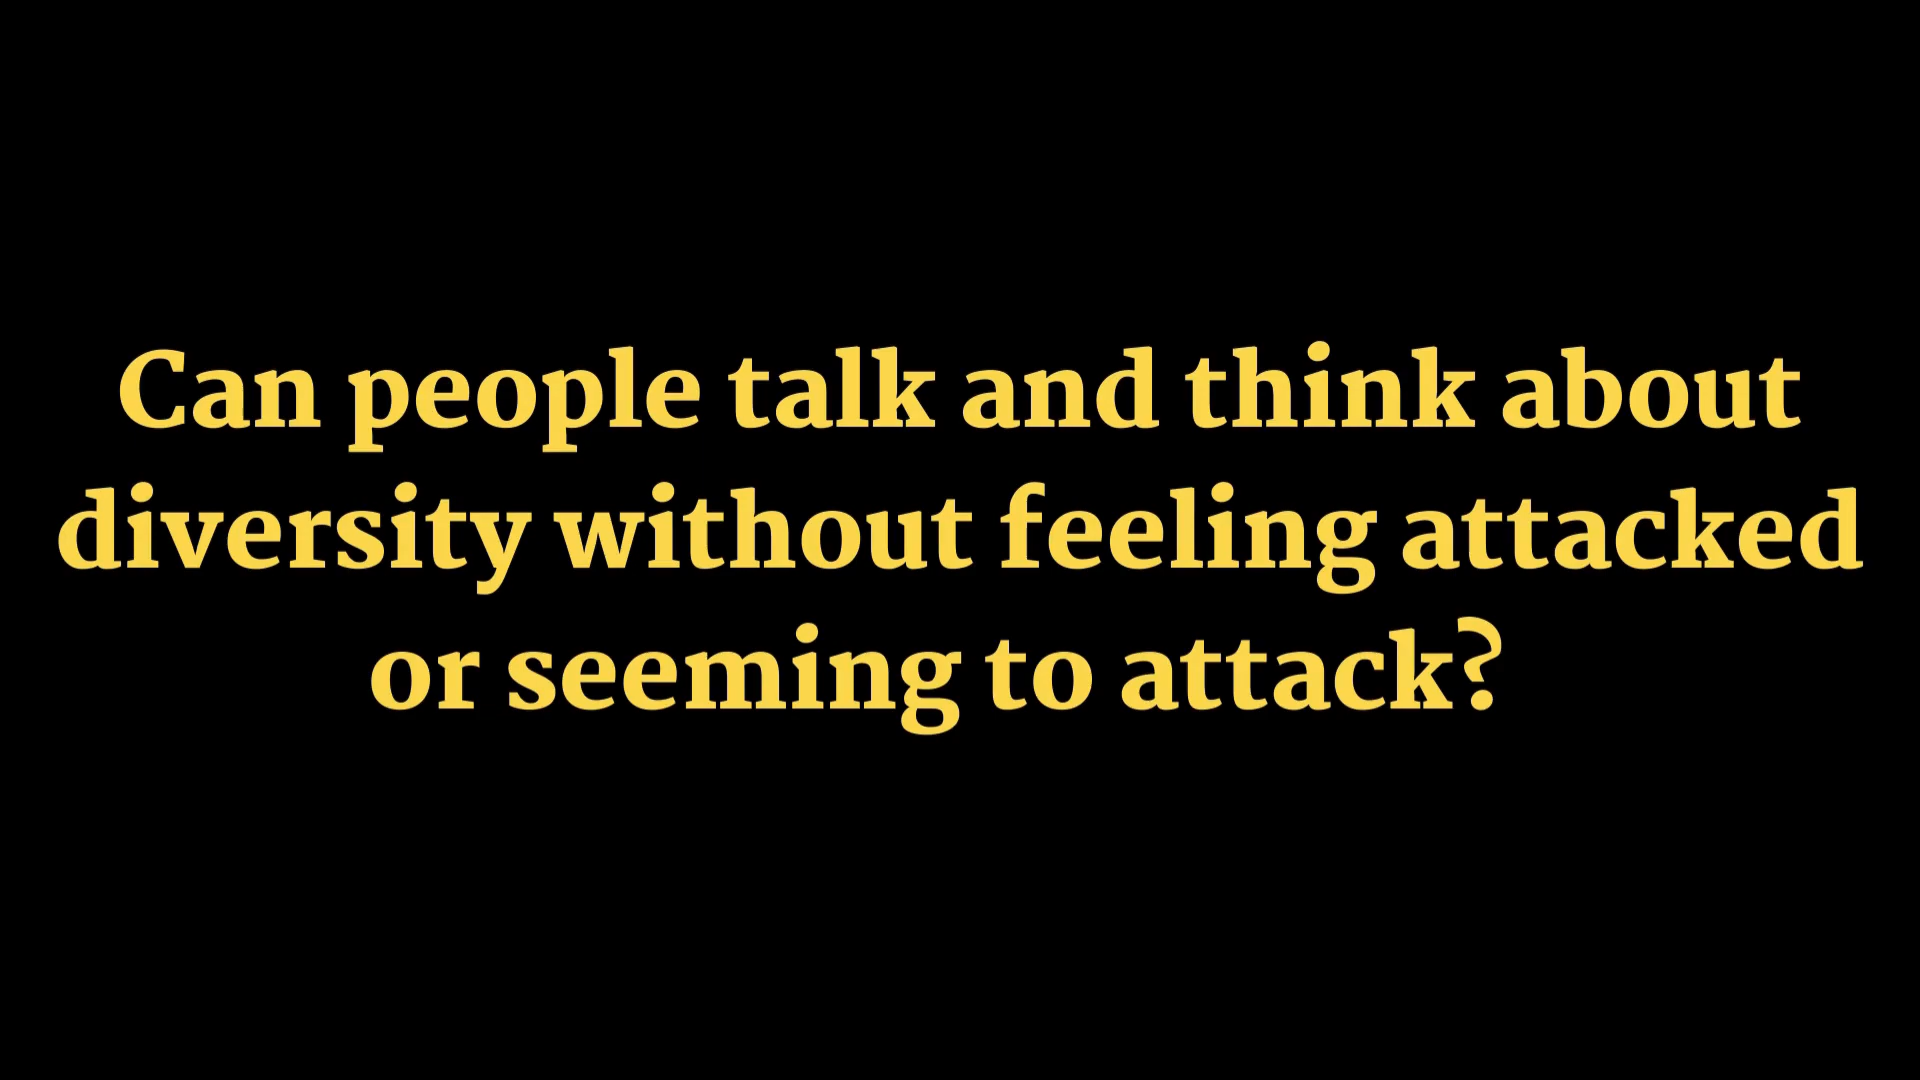 Can people talk and think about
diversity without feeling attacked
or seeming to attack?